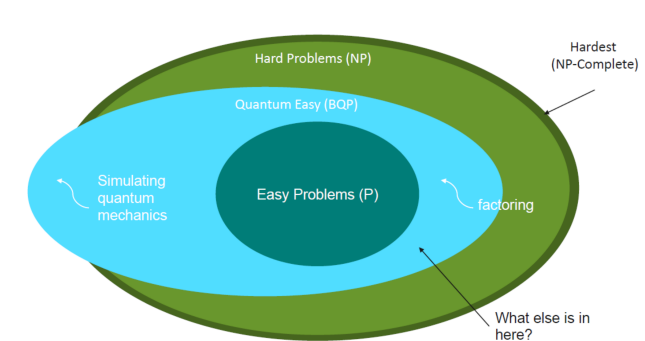 Hardest
(NP-Complete)
Hard Problems (NP)
Quantum Easy (BQP)
Simulating
quantum
mechanics
Easy Problems (P)
factoring
What else is in
here?